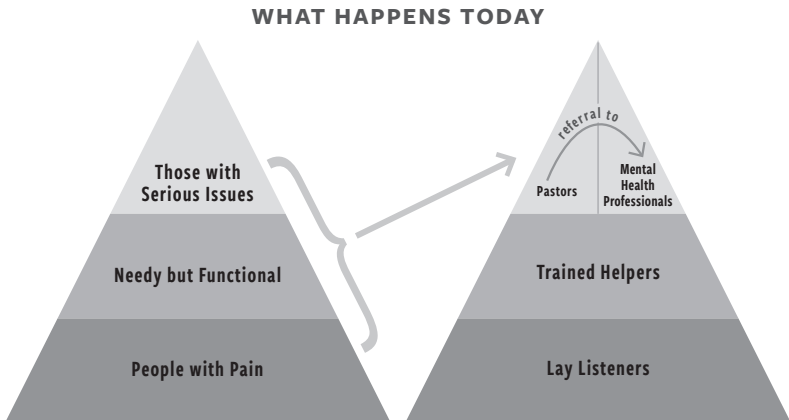 WHAT HAPPENS TODAY
Those with
Serious Issues
Needy but Functional
People with Pain
referral to
Pastors
Mental
Health
Professionals
Trained Helpers
Lay Listeners